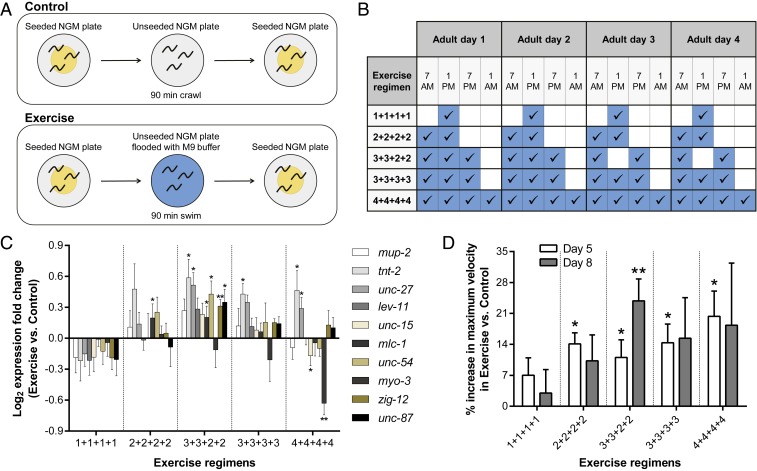 A
Control
Seeded NGM plate
Unseeded NGM plate
Seeded NGM plate
90 min crawl
Exercise
Seeded NGM plate
Unseeded NGM plate
flooded with M9 buffer
Seeded NGM plate
90 min swim
B
Adult day 1
Adult day 2
Adult day 3
Adult day 4
Exercise regimen
7 AM
1 PM
7 PM
1 AM
7 AM
1 PM
7 PM
1 AM
7 AM
1 PM
7 PM
1 AM
7 AM
1 PM
7 PM
1 AM
1+1+1+1
✓ ✓ ✓ ✓
2+2+2+2
✓ ✓ ✓ ✓ ✓ ✓ ✓ ✓
3+3+2+2
✓ ✓ ✓ ✓ ✓ ✓ ✓ ✓ ✓ ✓
3+3+3+3
✓ ✓ ✓ ✓ ✓ ✓ ✓ ✓ ✓ ✓ ✓ ✓
4+4+4+4
✓ ✓ ✓ ✓ ✓ ✓ ✓ ✓ ✓ ✓ ✓ ✓ ✓ ✓ ✓ ✓
C
Log2 expression fold change
(Exercise vs. Control)
0.9
0.6
0.3
0.0
-0.3
-0.6
-0.9
* * * * * ** * * * * * **
1+1+1+1
2+2+2+2
3+3+2+2
3+3+3+3
4+4+4+4
Exercise regimens
mup-2
tnt-2
unc-27
lev-11
unc-15
mlc-1
unc-54
myo-3
zig-12
unc-87
D
% increase in maximum velocity
in Exercise vs. Control
35
28
21
14
7
0
Day 5
Day 8
* * ** * *
1+1+1+1
2+2+2+2
3+3+2+2
3+3+3+3
4+4+4+4
Exercise regimens